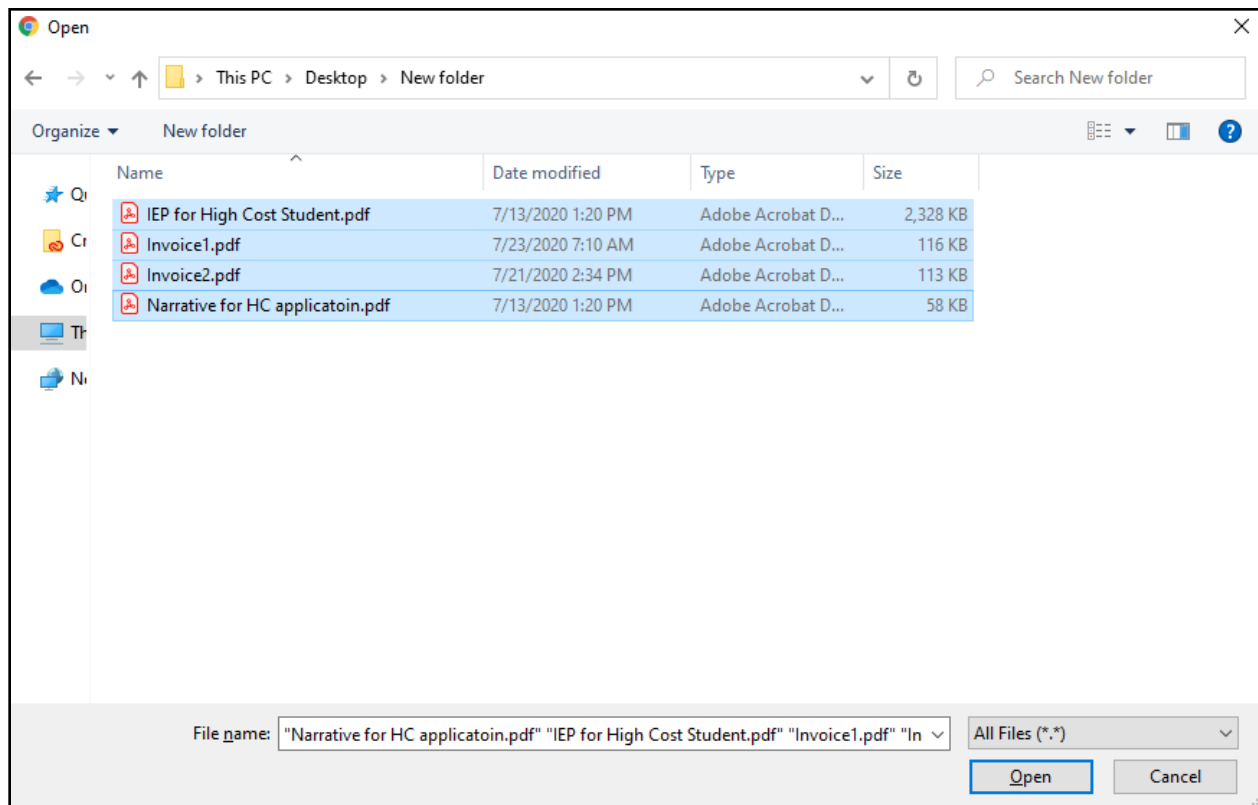 Open
This PC > Desktop > New folder
Search New folder
Organize
New folder
Name Date modified Type Size
IEP for High Cost Student.pdf 7/13/2020 1:20 PM Adobe Acrobat D... 2,328 KB
Invoice1.pdf 7/23/2020 7:10 AM Adobe Acrobat D... 116 KB
Invoice2.pdf 7/21/2020 2:34 PM Adobe Acrobat D... 113 KB
Narrative for HC applicatoin.pdf 7/13/2020 1:20 PM Adobe Acrobat D... 58 KB
Th
File name: "Narrative for HC applicatoin.pdf" "IEP for High Cost Student.pdf" "Invoice1.pdf" "In
All Files (*.*)
Open Cancel